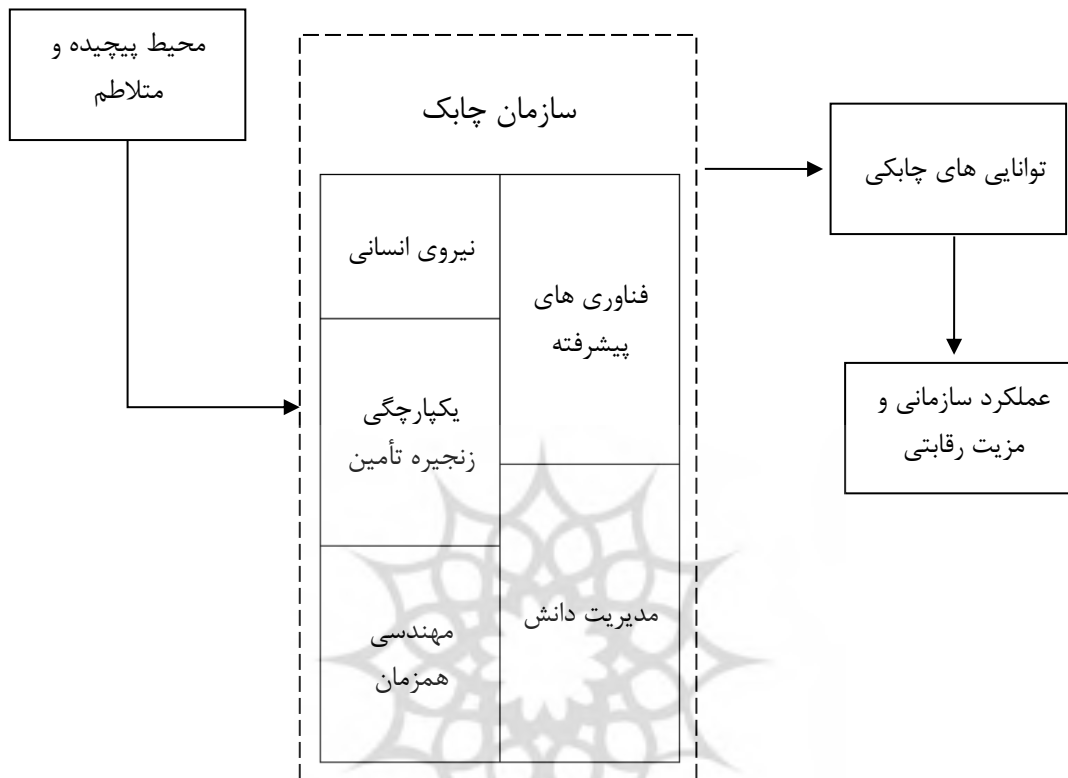 محیط پیچیده و
متلاطم
سازمان چابک
نیروی انسانی
یکپارچگی
زنجیره تأمین
مهندسی
همزمان
فناوری های
پیشرفته
مدیریت دانش
توانایی های چابکی
عملکرد سازمانی و
مزیت رقابتی